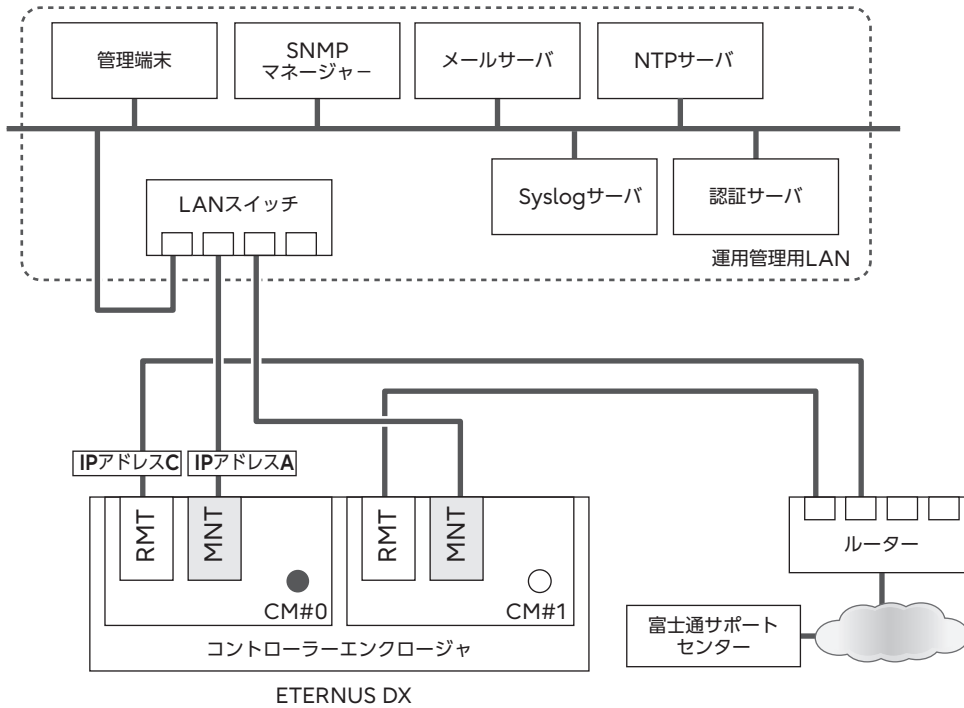 管理端末
SNMP
マネージャー
メールサーバ
NTPサーバ
Syslogサーバ
認証サーバ
LANスイッチ
運用管理用LAN
IPアドレスC
IPアドレスA
RMT
MNT
CM#0
RMT
MNT
CM#1
コントローラーエンクロージャ
ETERNUS DX
ルーター
富士通サポート
センター